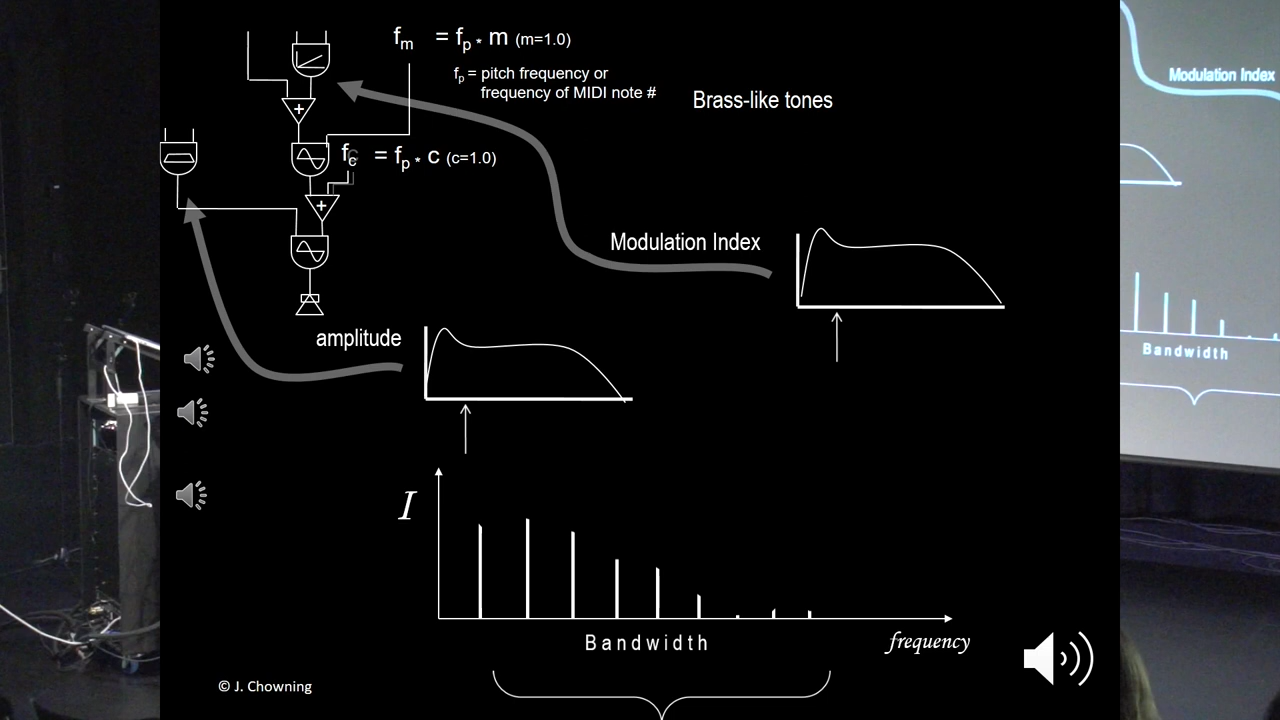 fm = fp * m (m=1.0)
fp = pitch frequency or
frequency of MIDI note #
Brass-like tones
fc = fp * c (c=1.0)
Modulation Index
amplitude
I
Bandwidth
frequency
© J. Chowning
Modulation Index
Bandwidth